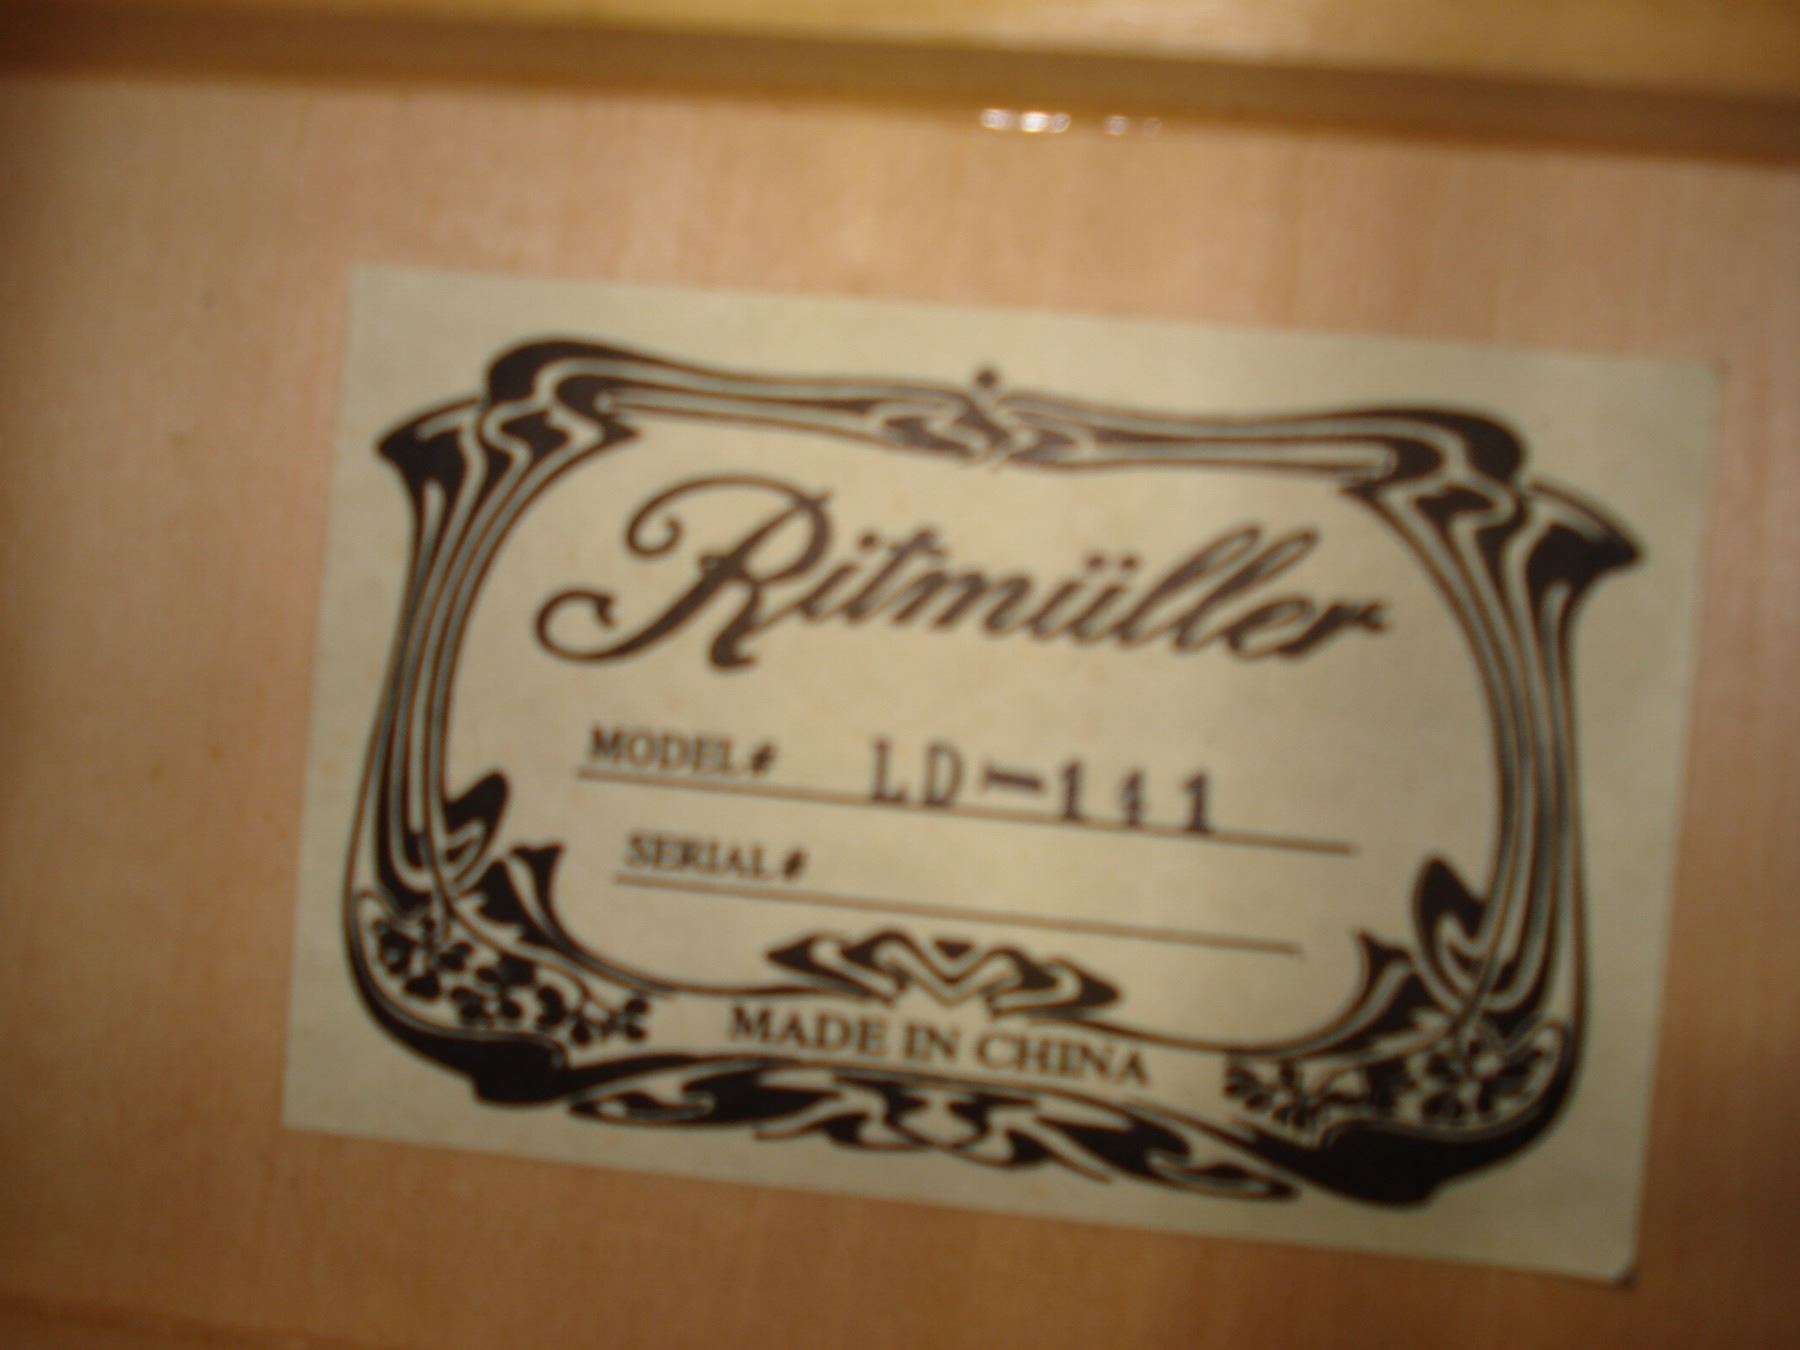 Ritmüller
MODEL# LD-141
SERIAL#
MADE IN CHINA